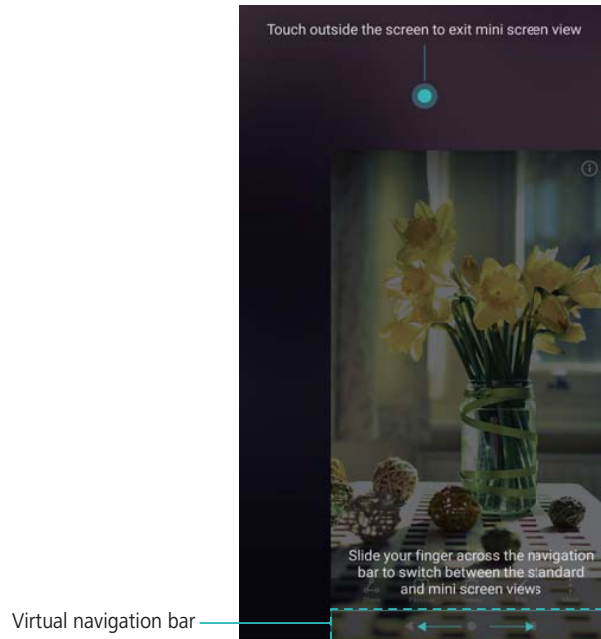 Touch outside the screen to exit mini screen view
Slide your finger across the navigation
bar to switch between the standard
and mini screen views
Virtual navigation bar